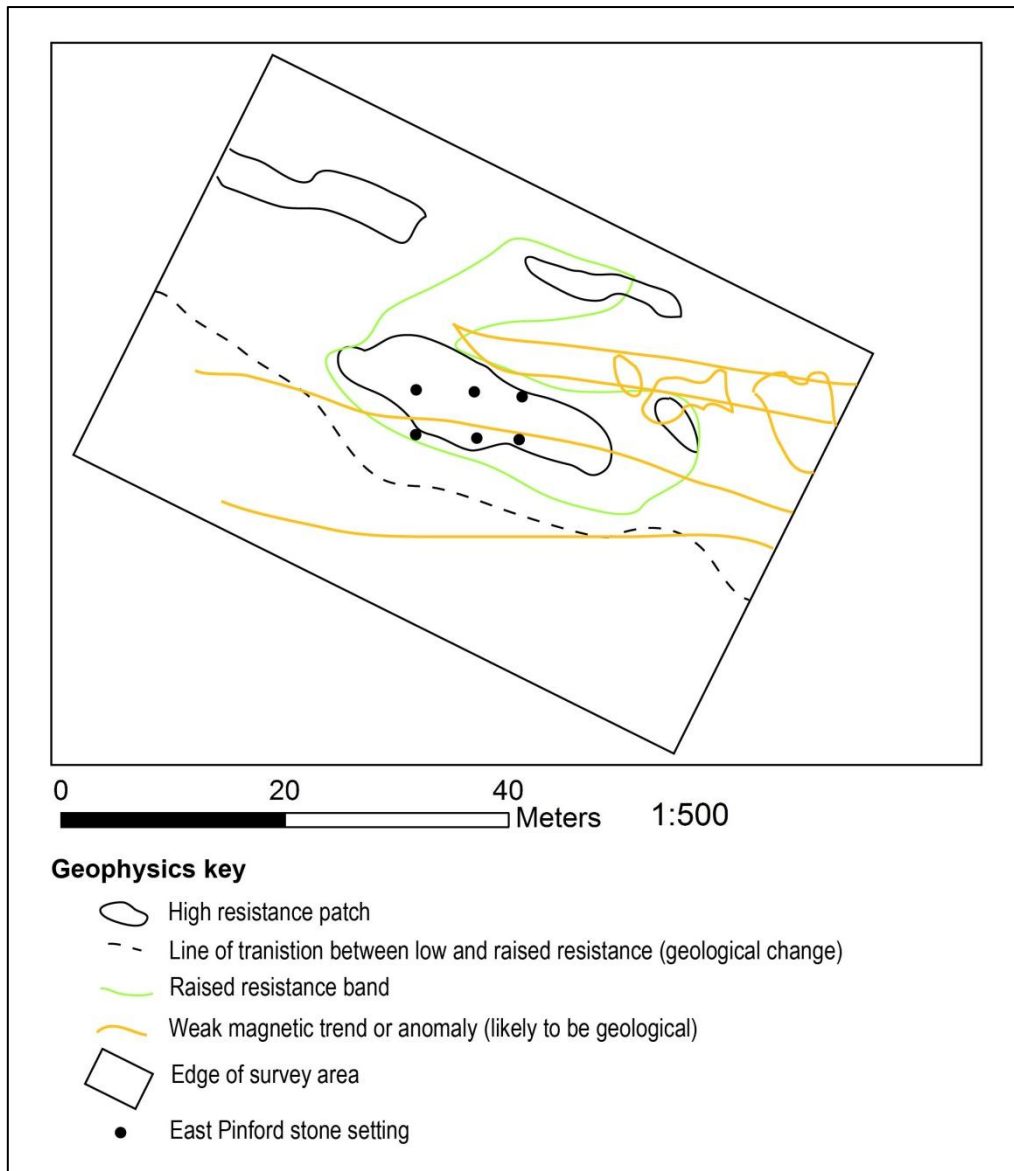 0 20 40
Meters 1:500
Geophysics key
High resistance patch
Line of transtion between low and raised resistance (geological change)
Raised resistance band
Weak magnetic trend or anomaly (likely to be geological)
Edge of survey area
East Pinford stone setting